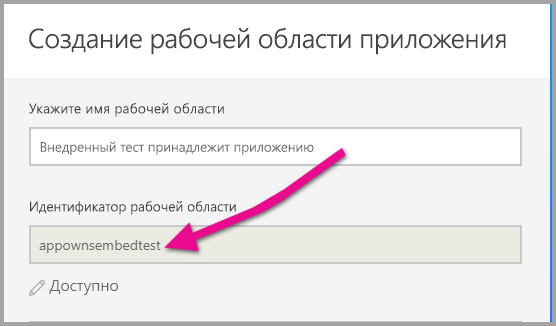 Создание рабочей области приложения
Укажите имя рабочей области
Внедренный тест принадлежит приложению
Идентификатор рабочей области
appownsembedtest
Доступно